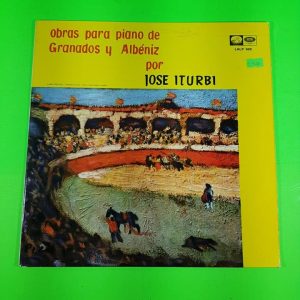 obras para piano de
Granados y Albéniz
por
JOSE ITURBI